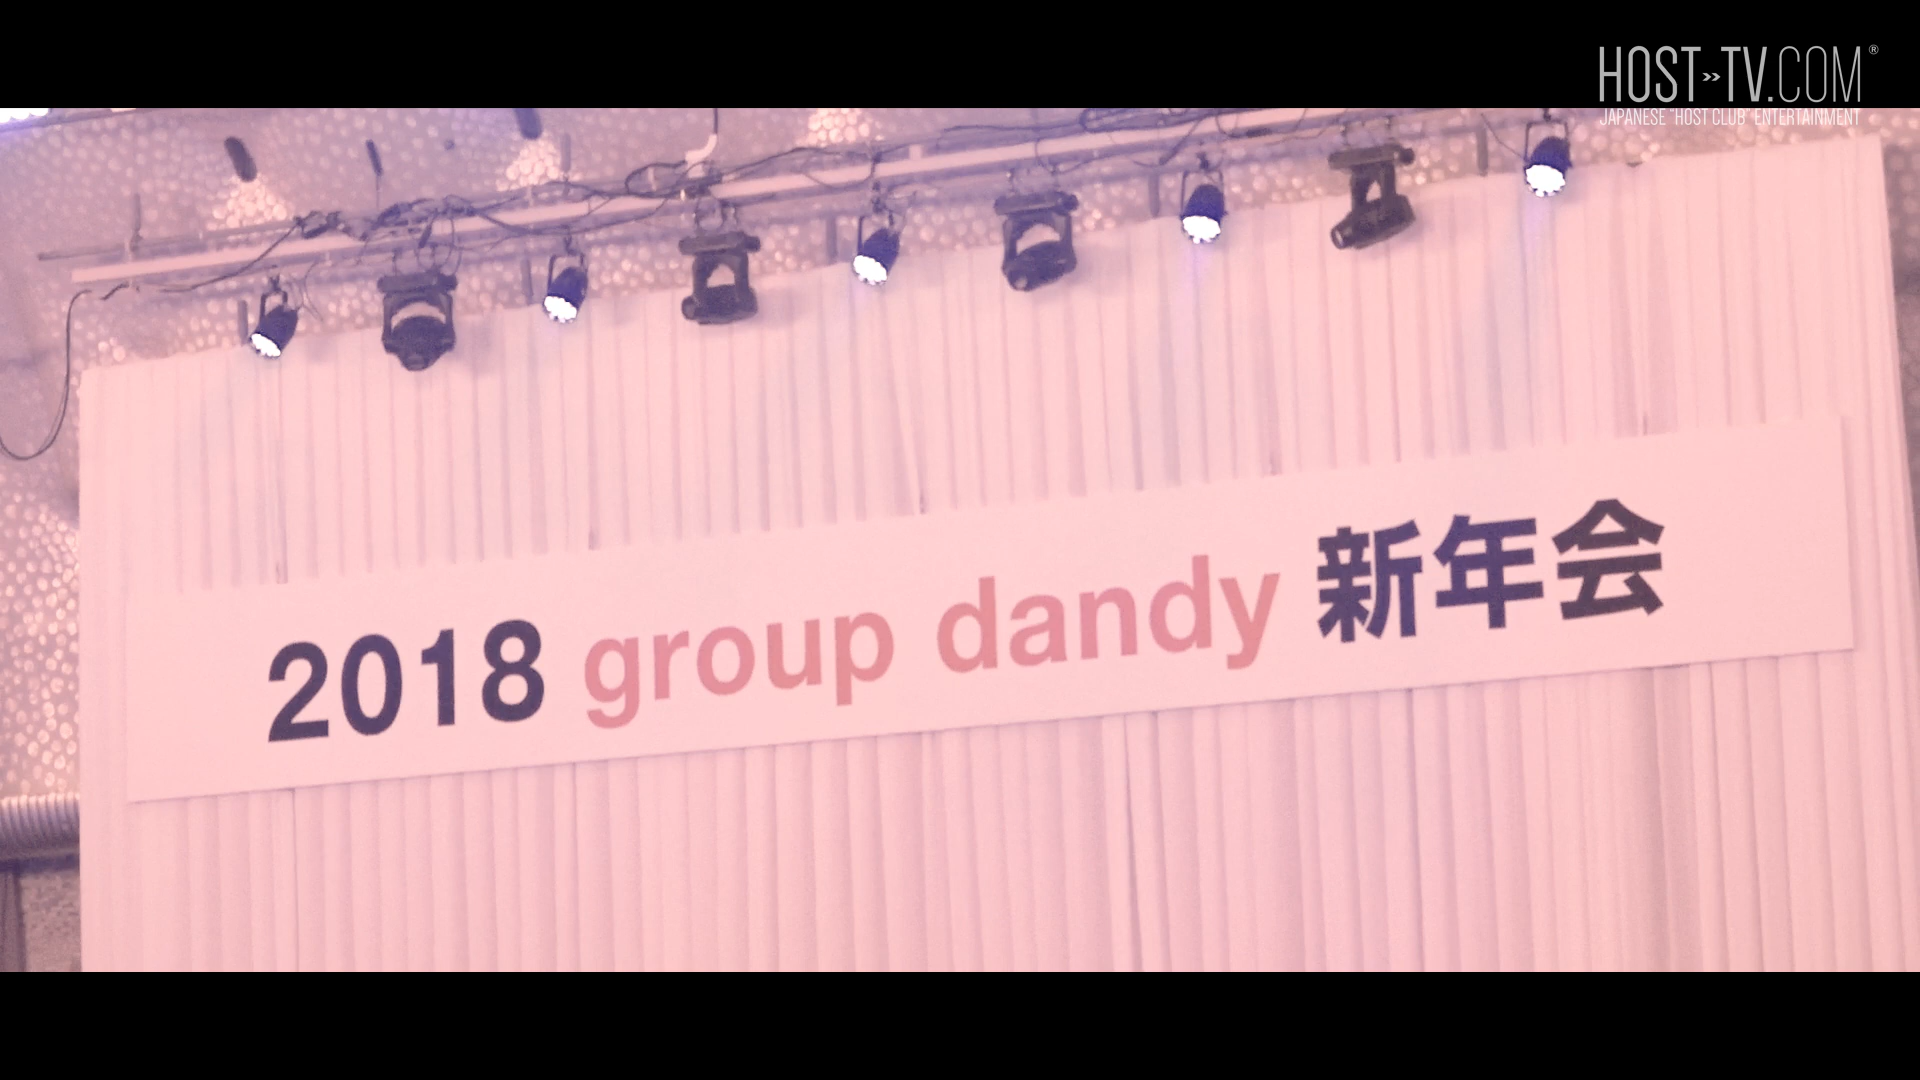 HOST»TV.COM®
JAPANESE "HOST CLUB" ENTERTAINMENT
2018 group dandy 新年会